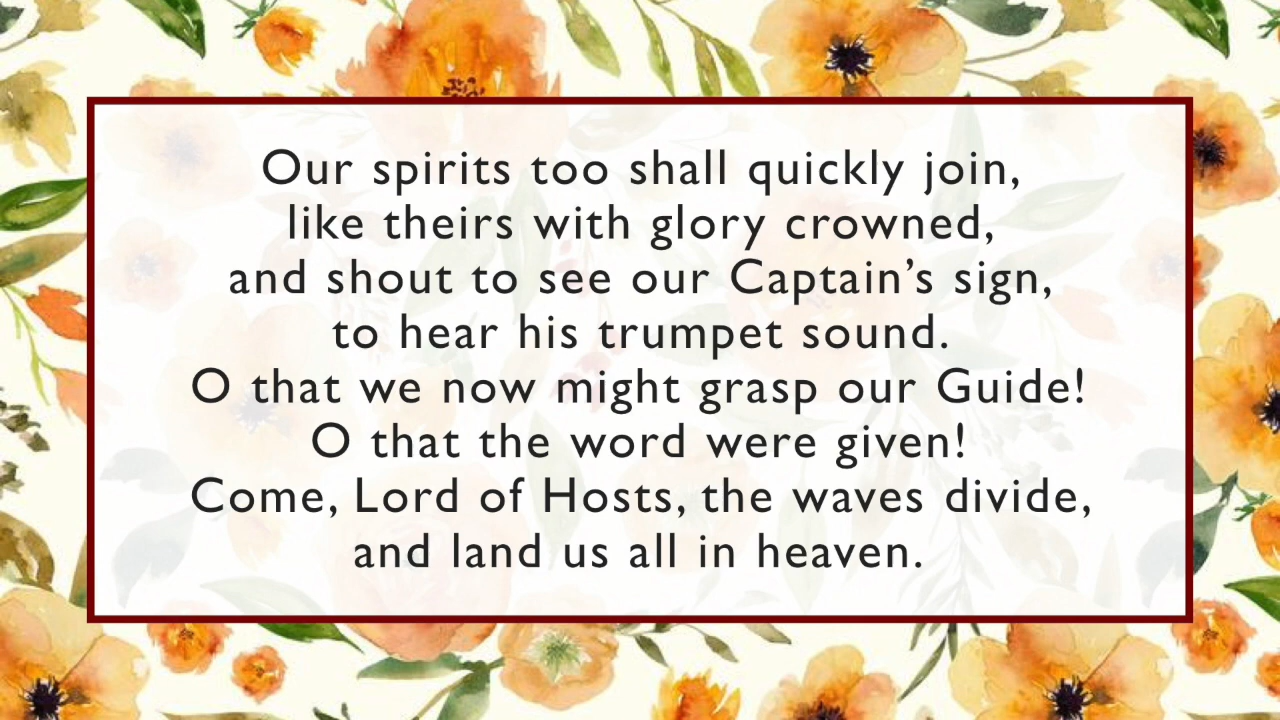 Our spirits too shall quickly join,
like theirs with glory crowned,
and shout to see our Captain’s sign,
to hear his trumpet sound.
O that we now might grasp our Guide!
O that the word were given!
Come, Lord of Hosts, the waves divide,
and land us all in heaven.